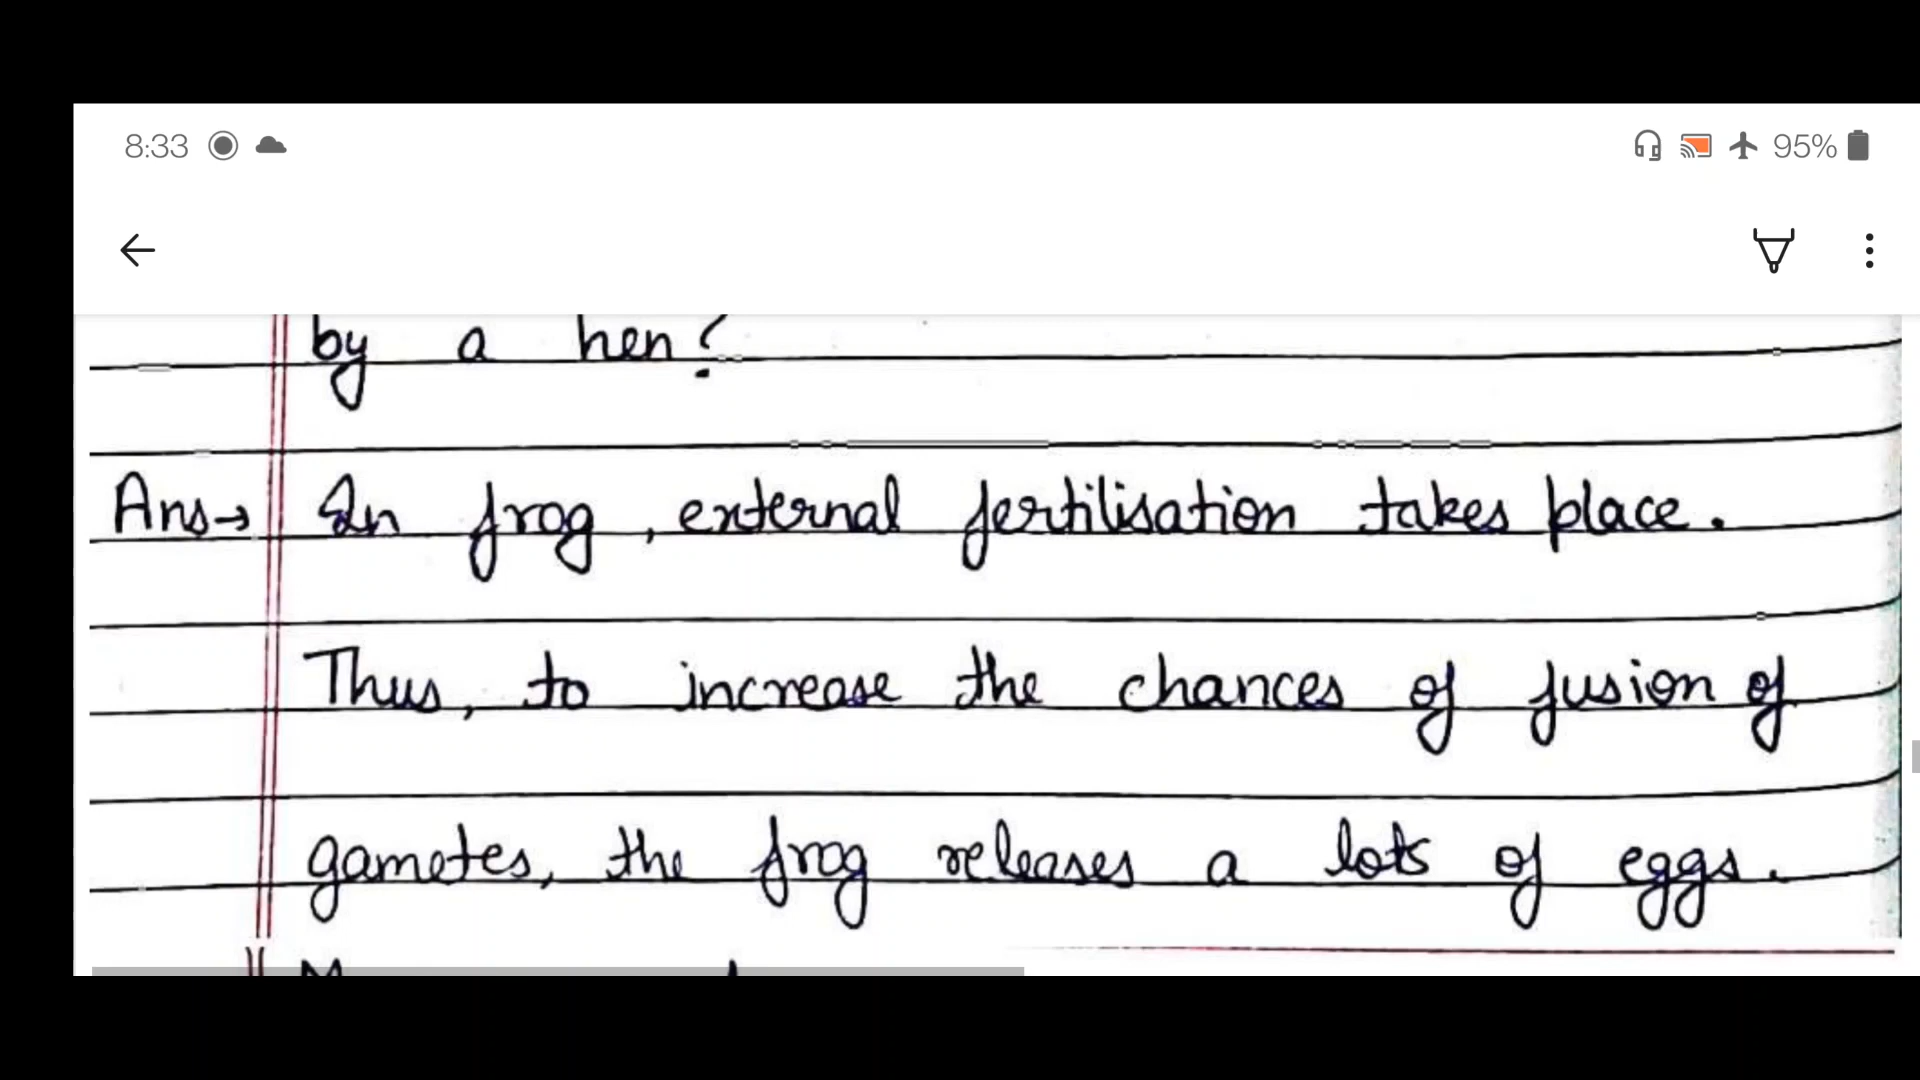 8:33 95%
by a hen?
Ans→ In frog, external fertilisation takes place.
Thus, to increase the chances of fusion of
gametes, the frog releases a lots of eggs.